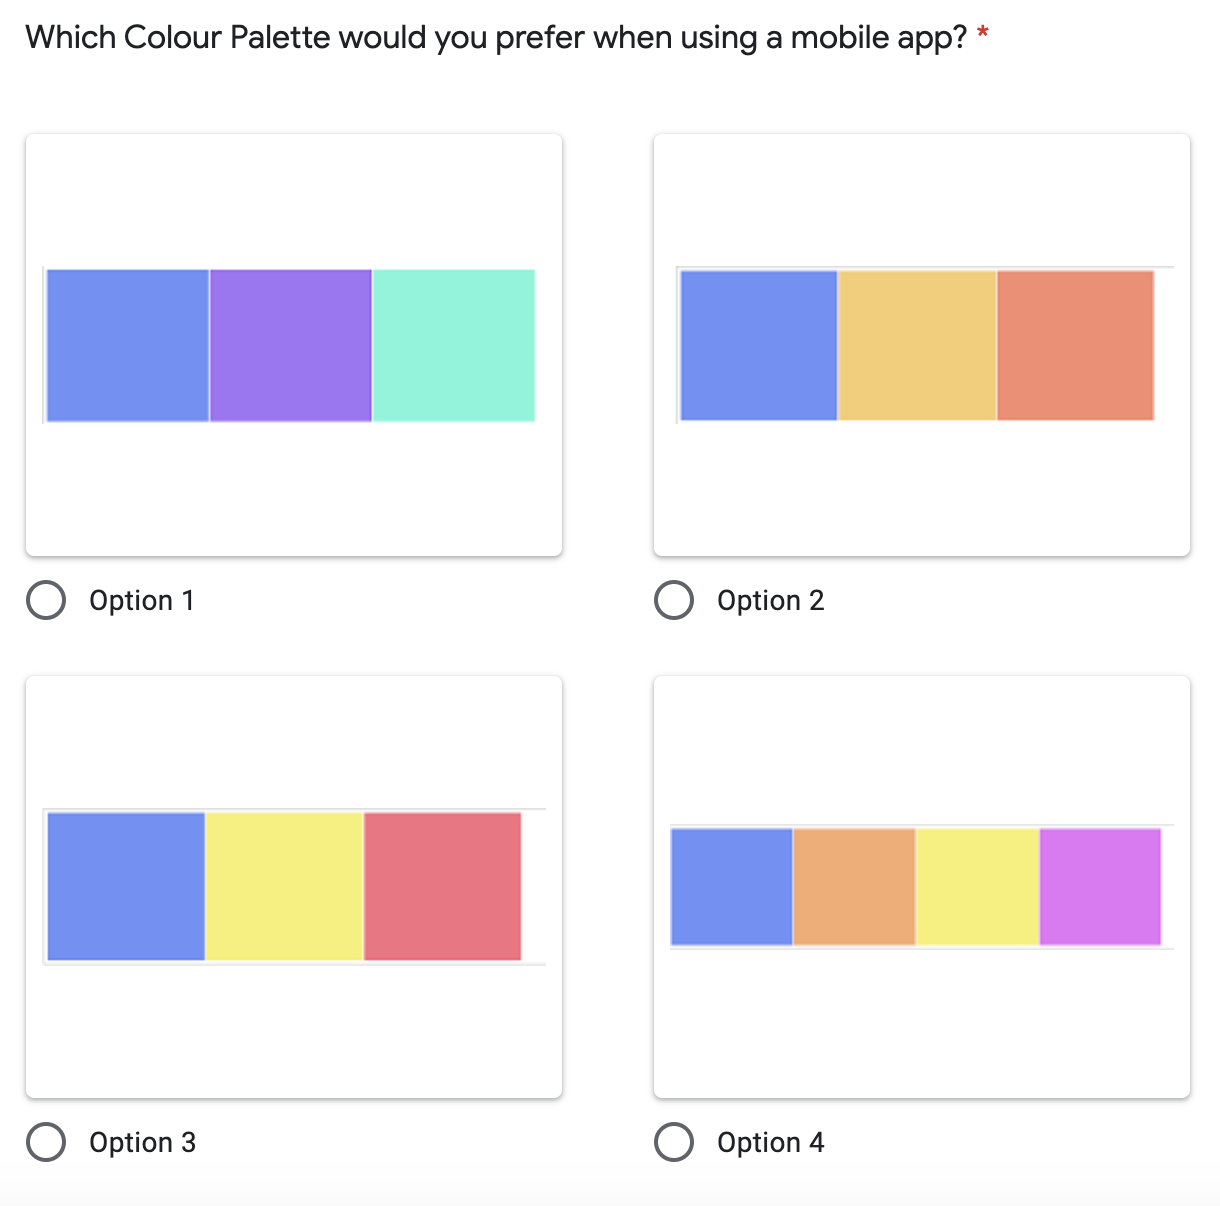 Which Colour Palette would you prefer when using a mobile app? *
Option 1
Option 2
Option 3
Option 4